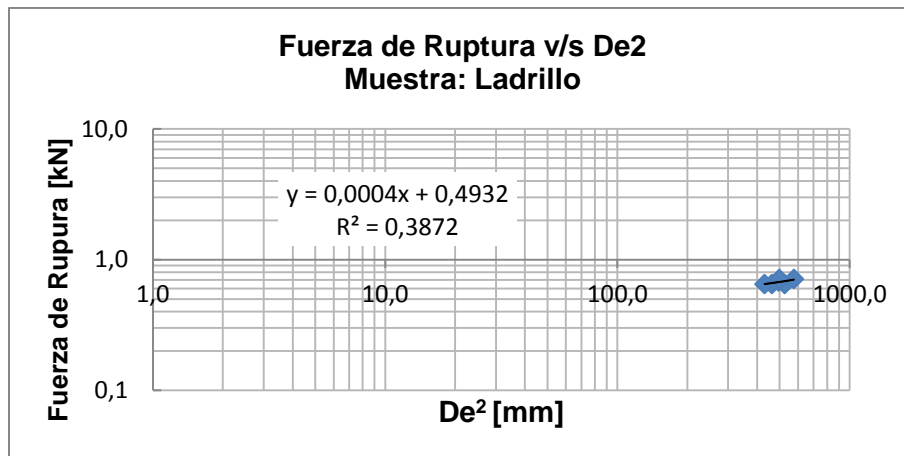 Fuerza de Ruptura v/s De2
Muestra: Ladrillo
Fuerza de Rupura [kN]
10,0
1,0
0,1
y = 0,0004x + 0,4932
R² = 0,3872
1,0
10,0
100,0
1000,0
De² [mm]